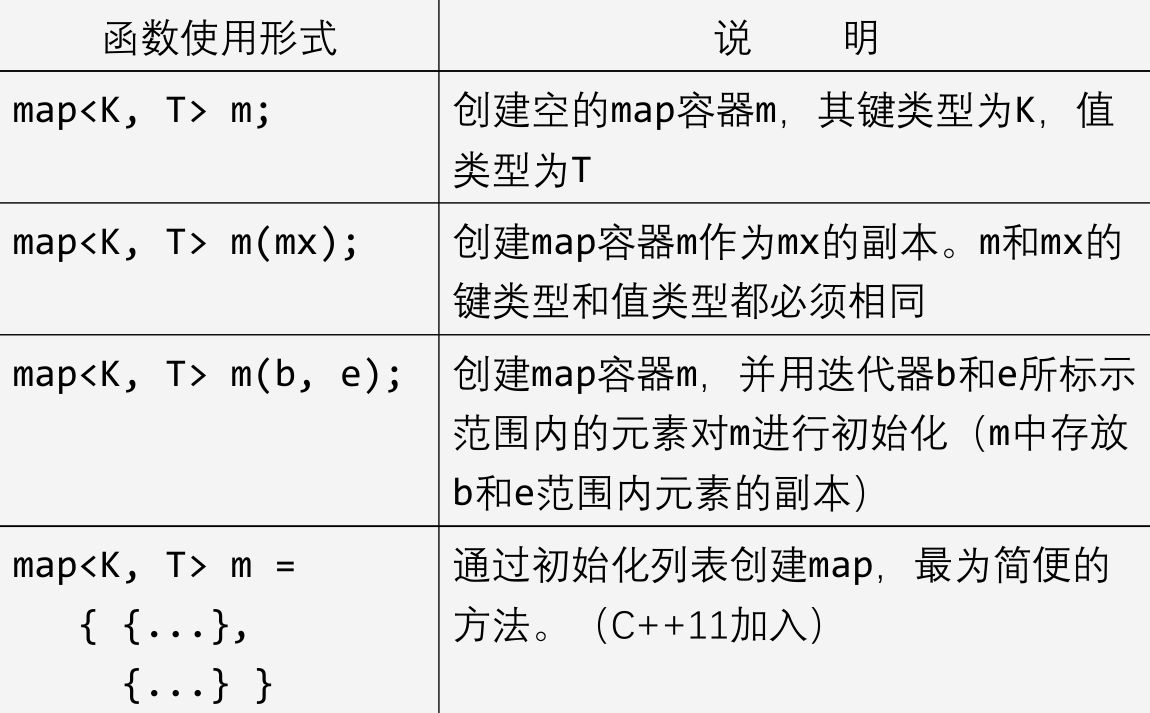 函数使用形式
说 明
map<K, T> m;
创建空的map容器m，其键类型为K，值
类型为T
map<K, T> m(mx);
创建map容器m作为mx的副本。m和mx的
键类型和值类型都必须相同
map<K, T> m(b, e);
创建map容器m，并用迭代器b和e所标示
范围内的元素对m进行初始化（m中存放
b和e范围内元素的副本）
map<K, T> m =
{ {...},
{...} }
通过初始化列表创建map，最为简便的
方法。（C++11加入）